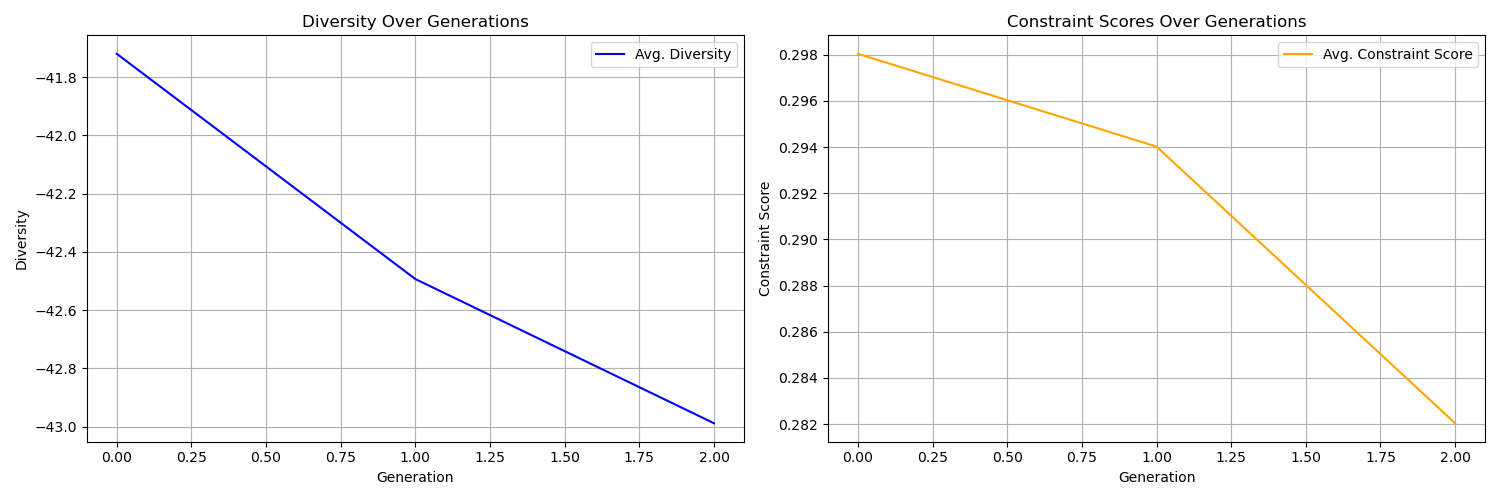 Diversity Over Generations
Avg. Diversity
Diversity
−41.8
−42.0
−42.2
−42.4
−42.6
−42.8
−43.0
0.00 0.25 0.50 0.75 1.00 1.25 1.50 1.75 2.00
Generation
Constraint Scores Over Generations
Avg. Constraint Score
Constraint Score
0.298
0.296
0.294
0.292
0.290
0.288
0.286
0.284
0.282
0.00 0.25 0.50 0.75 1.00 1.25 1.50 1.75 2.00
Generation